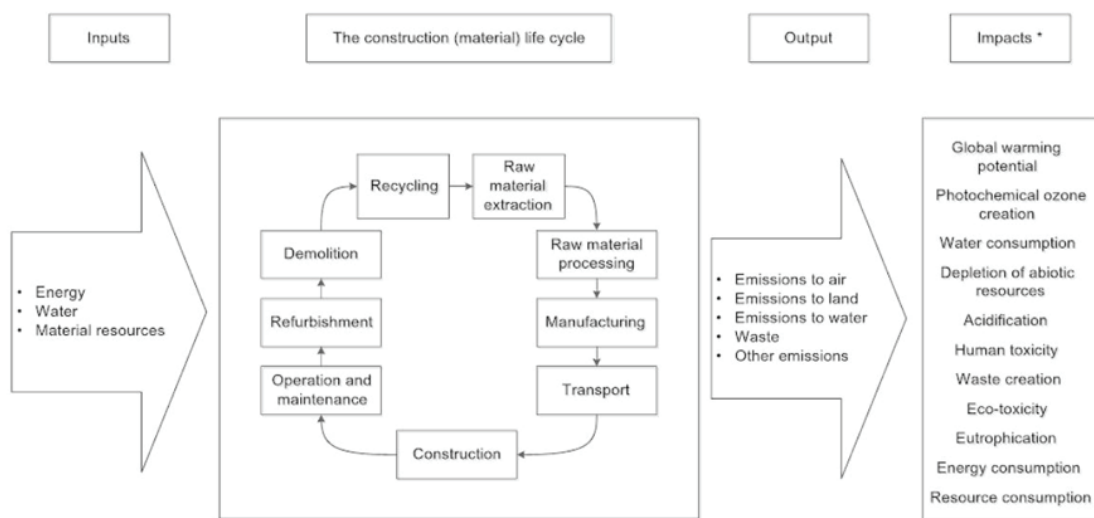 Inputs
The construction (material) life cycle
Output
Impacts *
• Energy
• Water
• Material resources
Recycling
Raw
material
extraction
Raw material
processing
Manufacturing
Transport
Construction
Operation and
maintenance
Refurbishment
Demolition
• Emissions to air
• Emissions to land
• Emissions to water
• Waste
• Other emissions
Global warming
potential
Photochemical ozone
creation
Water consumption
Depletion of abiotic
resources
Acidification
Human toxicity
Waste creation
Eco-toxicity
Eutrophication
Energy consumption
Resource consumption